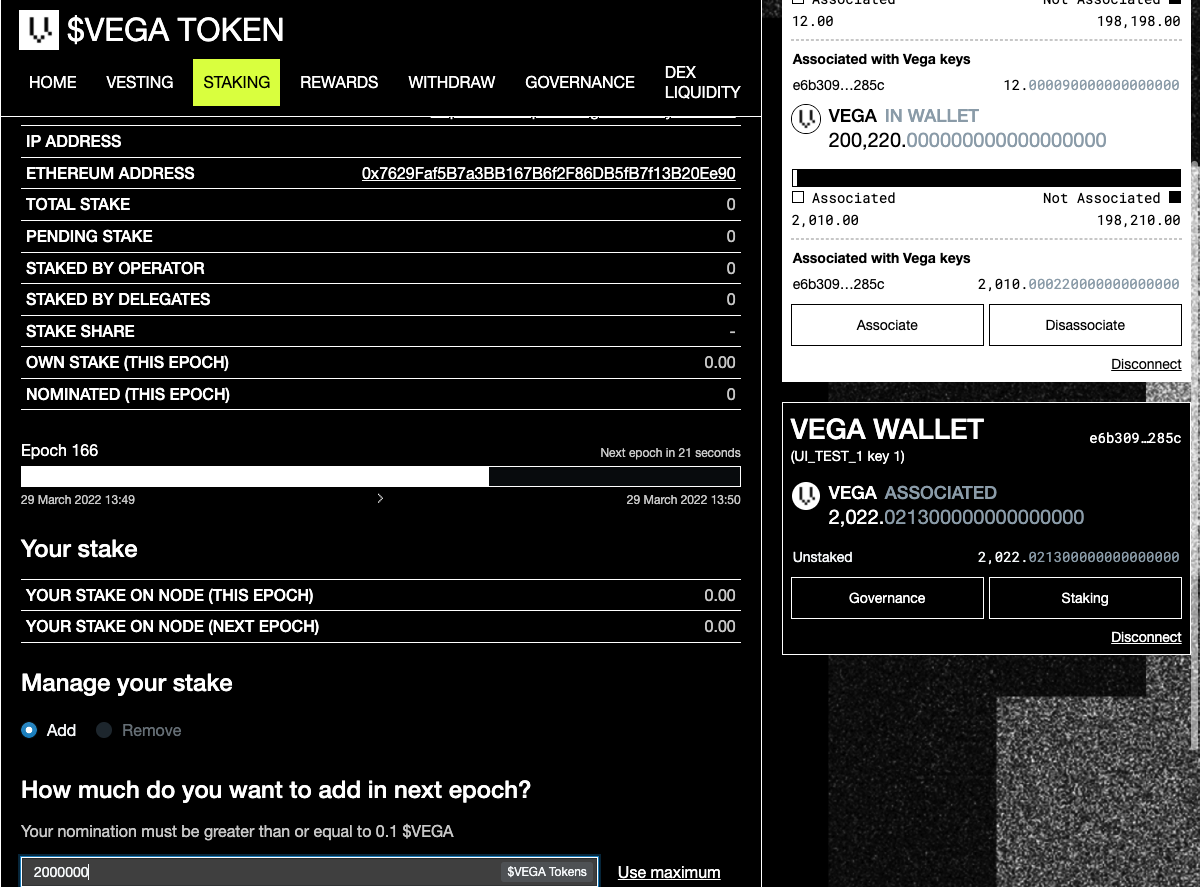 $VEGA TOKEN
HOME VESTING STAKING REWARDS WITHDRAW GOVERNANCE DEX LIQUIDITY
IP ADDRESS
ETHEREUM ADDRESS 0x7629Faf5B7a3BB167B6f2F86DB5fB7f13B20Ee90
TOTAL STAKE 0
PENDING STAKE 0
STAKED BY OPERATOR 0
STAKED BY DELEGATES 0
STAKE SHARE -
OWN STAKE (THIS EPOCH) 0.00
NOMINATED (THIS EPOCH) 0
Epoch 166 Next epoch in 21 seconds
29 March 2022 13:49 29 March 2022 13:50
Your stake
YOUR STAKE ON NODE (THIS EPOCH) 0.00
YOUR STAKE ON NODE (NEXT EPOCH) 0.00
Manage your stake
Add Remove
How much do you want to add in next epoch?
Your nomination must be greater than or equal to 0.1 $VEGA
2000000 $VEGA Tokens Use maximum
Associated Not Associated
12.00 198,198.00
Associated with Vega keys
e6b309…285c 12.000090000000000000
VEGA IN WALLET
200,220.000000000000000000
Associated Not Associated
2,010.00 198,210.00
Associated with Vega keys
e6b309…285c 2,010.000220000000000000
Associate Disassociate
Disconnect
VEGA WALLET e6b309…285c
(UI_TEST_1 key 1)
VEGA ASSOCIATED
2,022.021300000000000000
Unstaked 2,022.021300000000000000
Governance Staking
Disconnect